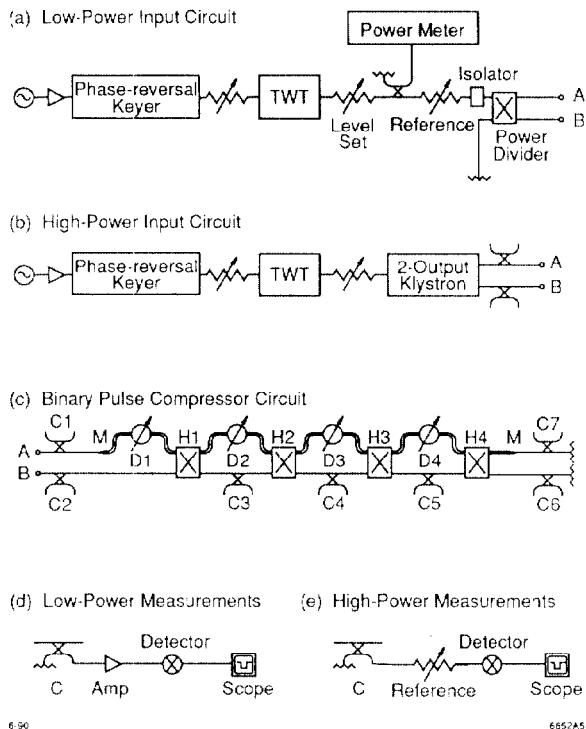 (a) Low-Power Input Circuit
Power Meter
Phase-reversal
Keyer
TWT
Level
Set
Reference
Isolator
Power
Divider
A
B
(b) High-Power Input Circuit
Phase-reversal
Keyer
TWT
2-Output
Klystron
A
B
(c) Binary Pulse Compressor Circuit
C1
M
H1
H2
H3
H4
M
C7
A
B
D1
D2
D3
D4
C2
C3
C4
C5
C6
(d) Low-Power Measurements
Detector
C
Amp
Scope
(e) High-Power Measurements
Detector
C
Reference
Scope
6-90
6652A5